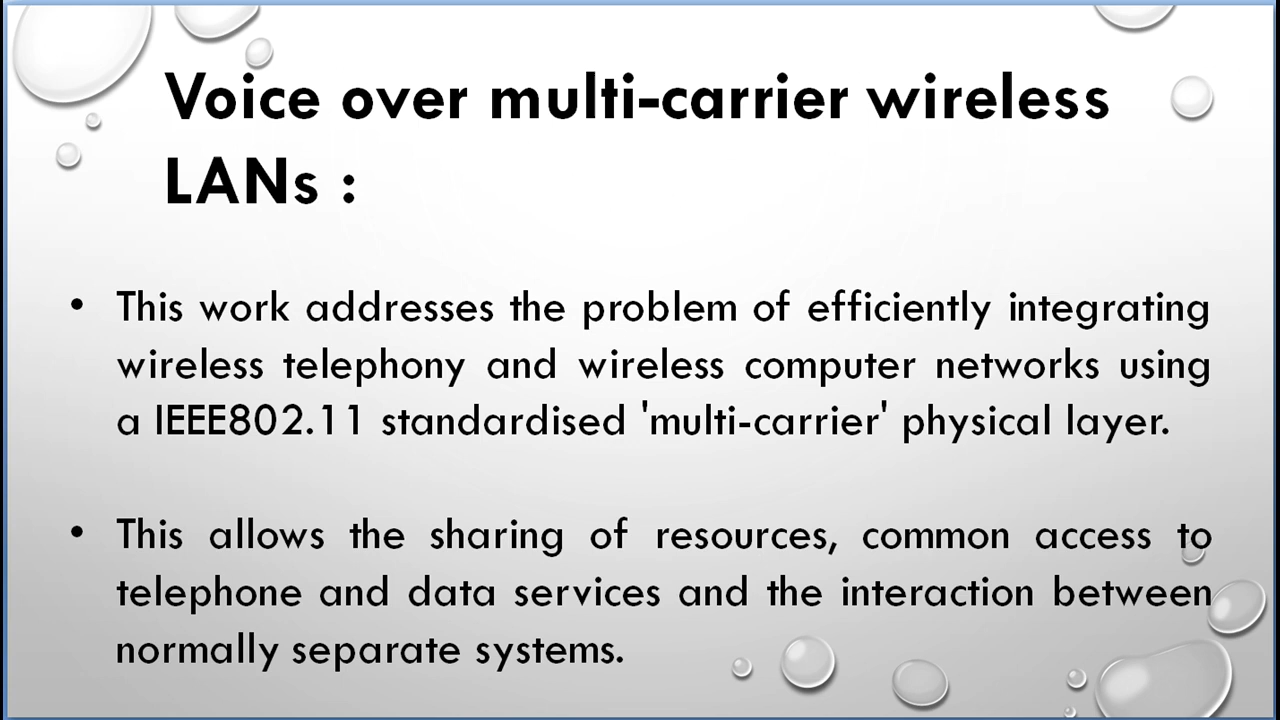 Voice over multi-carrier wireless
LANs :
• This work addresses the problem of efficiently integrating
wireless telephony and wireless computer networks using
a IEEE802.11 standardised 'multi-carrier' physical layer.
• This allows the sharing of resources, common access to
telephone and data services and the interaction between
normally separate systems.